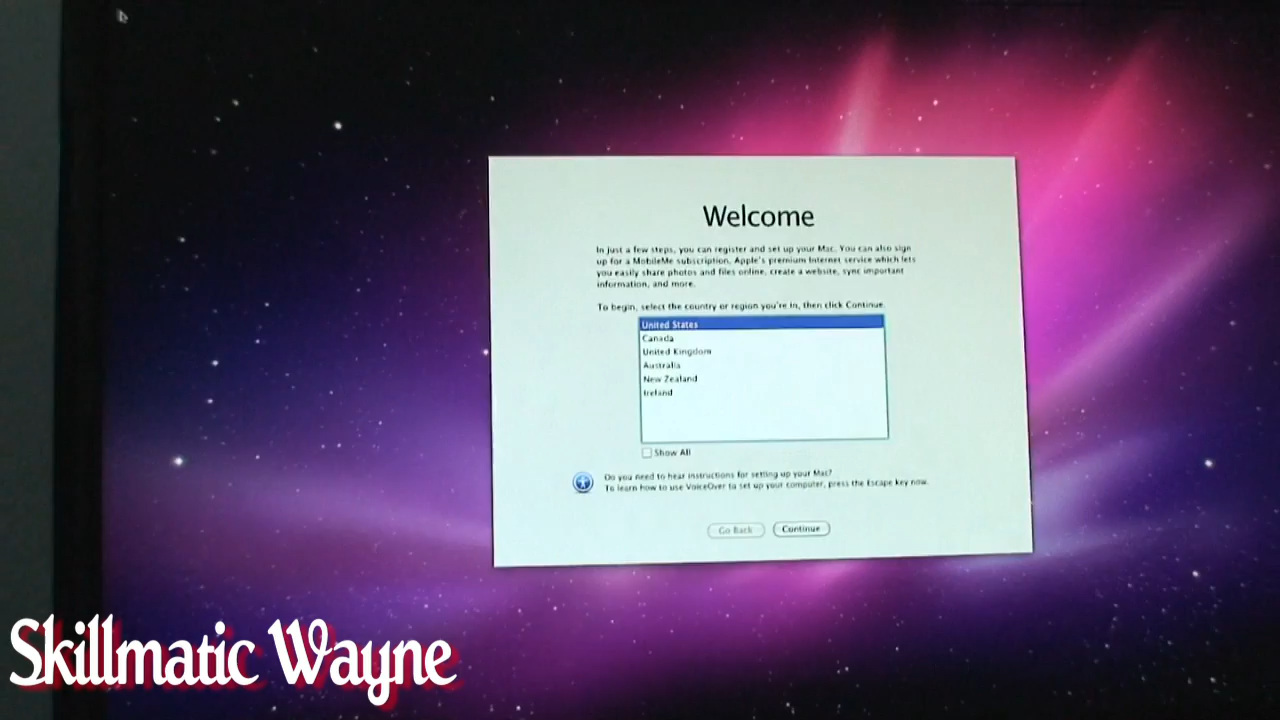 Welcome
In just a few steps, you can register and set up your Mac. You can also sign
up for a MobileMe subscription, Apple's premium Internet service which lets
you easily share photos and files online, create a website, sync important
information, and more.
To begin, select the country or region you're in, then click Continue.
United States
Canada
United Kingdom
Australia
New Zealand
Ireland
Show All
Do you need to hear instructions for setting up your Mac?
To learn how to use VoiceOver to set up your computer, press the Escape key now.
Go Back Continue
Skillmatic Wayne